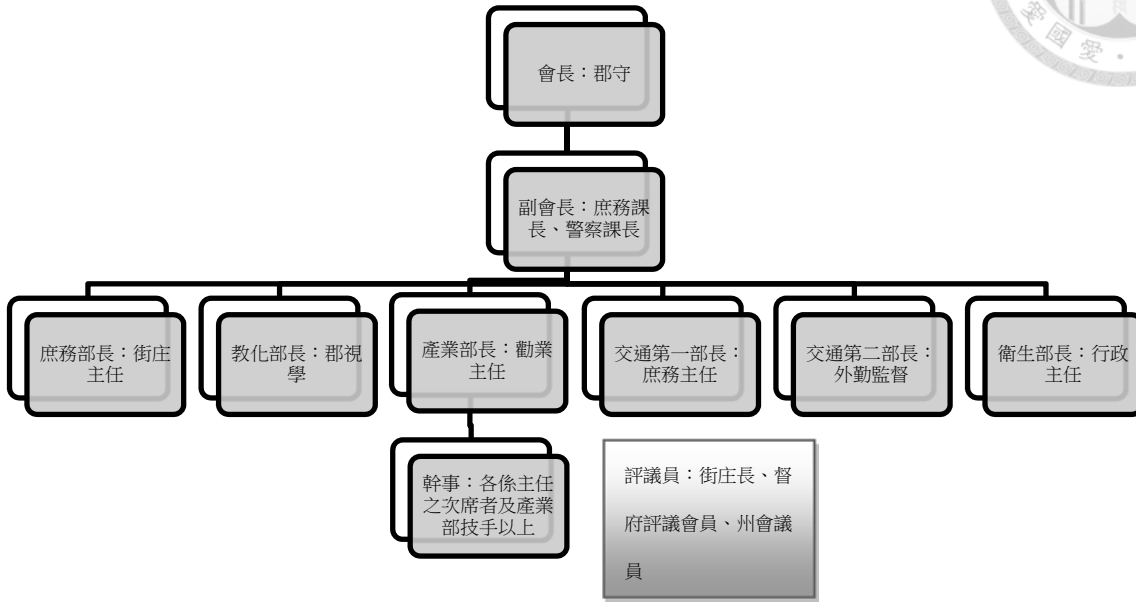 愛國愛・
會長：郡守
副會長：庶務課
長、警察課長
庶務部長：街庄
主任
教化部長：郡視
學
產業部長：勸業
主任
交通第一部長：
庶務主任
交通第二部長：
外勤監督
衛生部長：行政
主任
幹事：各係主任
之次席者及產業
部技手以上
評議員：街庄長、督
府評議會員、州會議
員